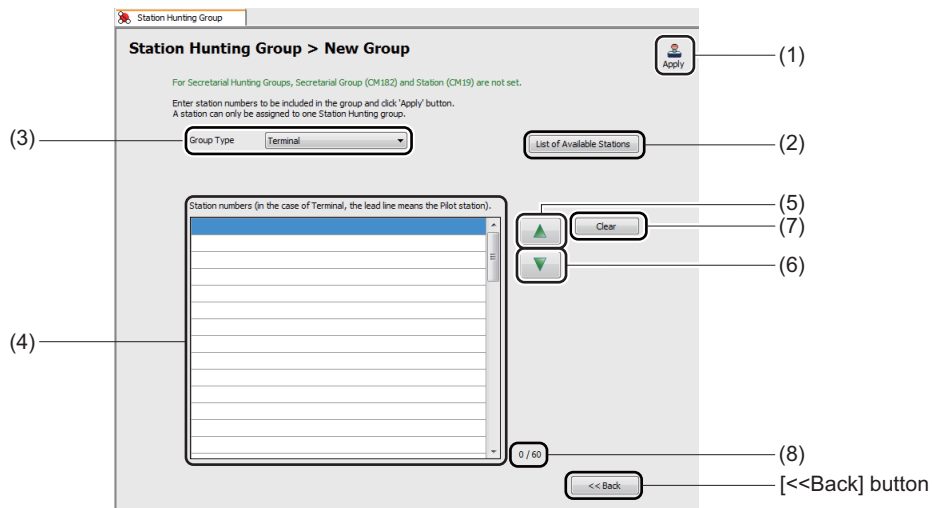 Station Hunting Group
Station Hunting Group > New Group
Apply
(1)
For Secretarial Hunting Groups, Secretarial Group (CM182) and Station (CM19) are not set.
Enter station numbers to be included in the group and click 'Apply' button.
A station can only be assigned to one Station Hunting group.
(3)
Group Type
Terminal
List of Available Stations
(2)
Station numbers (in the case of Terminal, the lead line means the Pilot station).
(5)
Clear
(7)
(6)
(4)
0 / 60
(8)
<< Back
[<<Back] button